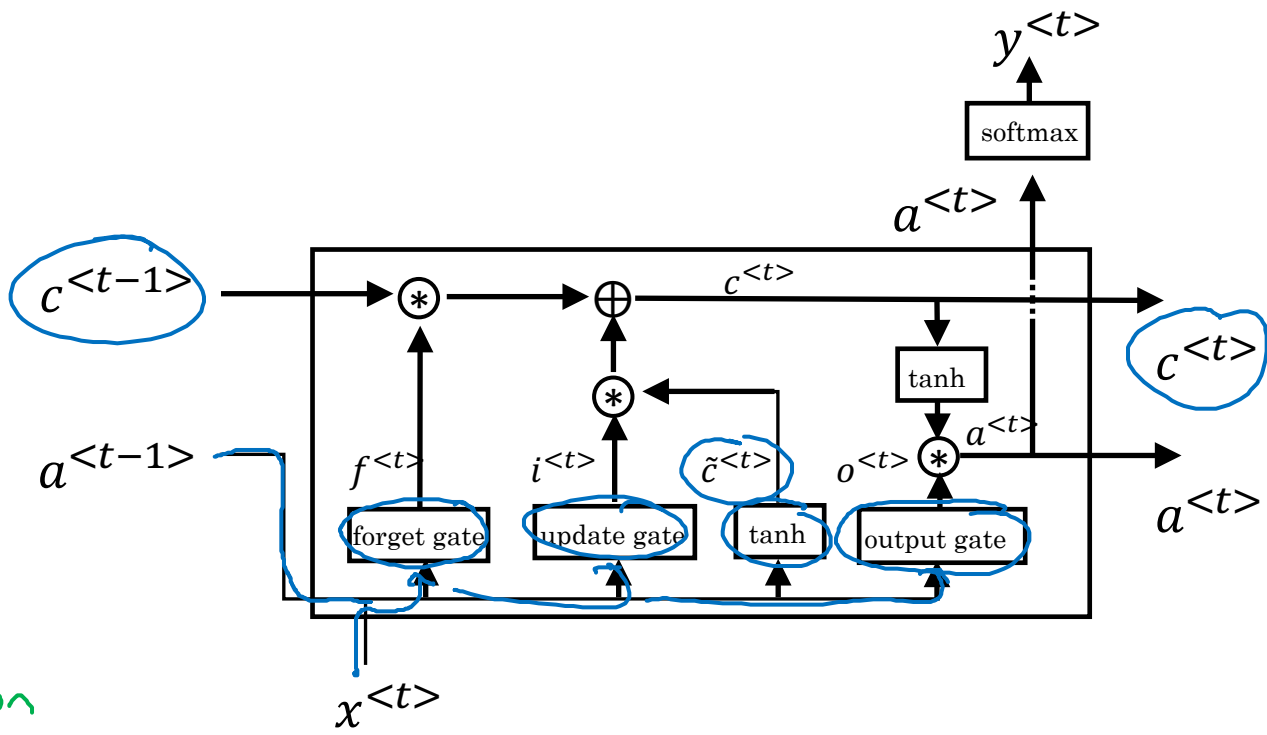 y^{<t>}
softmax
a^{<t>}
c^{<t-1>}
c^{<t>}
c^{<t>}
tanh
a^{<t-1>}
f^{<t>} i^{<t>} c̃^{<t>} o^{<t>} a^{<t>}
a^{<t>}
forget gate update gate tanh output gate
x^{<t>}